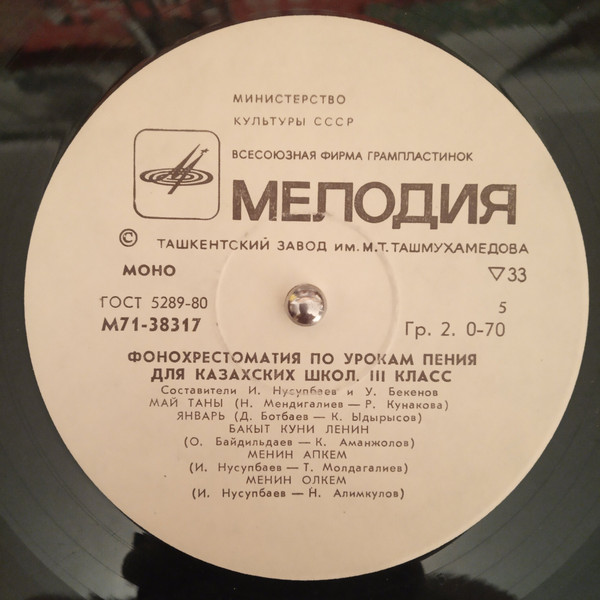 МИНИСТЕРСТВО
КУЛЬТУРЫ СССР
ВСЕСОЮЗНАЯ ФИРМА ГРАМПЛАСТИНОК
МЕЛОДИЯ
© ТАШКЕНТСКИЙ ЗАВОД ИМ. М.Т. ТАШМУХАМЕДОВА
МОНО ▽33
ГОСТ 5289-80 5
М71-38317 Гр. 2. 0-70
ФОНОХРЕСТОМАТИЯ ПО УРОКАМ ПЕНИЯ
ДЛЯ КАЗАХСКИХ ШКОЛ. III КЛАСС
Составители И. Нусупбаев и У. Бекенов
МАЙ ТАНЫ (Н. Мендигалиев — Р. Кунакова)
ЯНВАРЬ (Д. Ботбаев — К. Ыдырысов)
БАКЫТ КУНИ ЛЕНИН
(О. Байдильдаев — К. Аманжолов)
МЕНИН АПКЕМ
(И. Нусупбаев — Т. Молдагалиев)
МЕНИН ОЛКЕМ
(И. Нусупбаев — Н. Алимкулов)